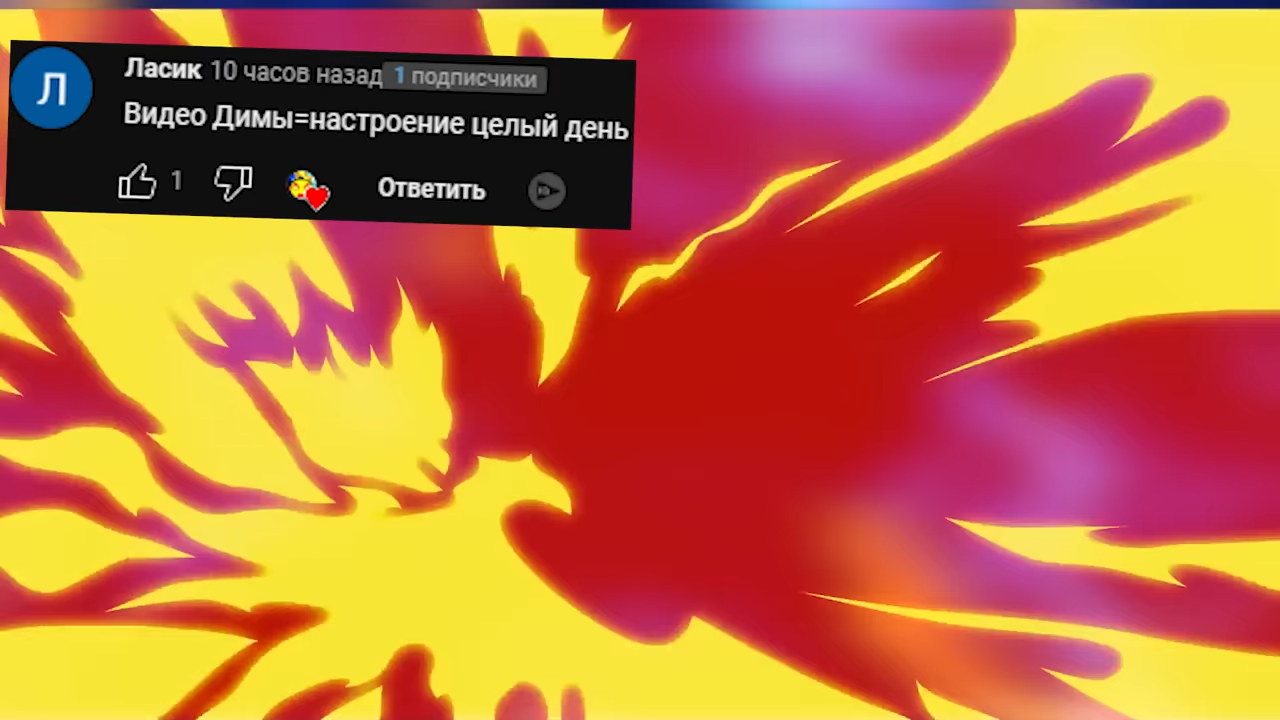 Л
Ласик 10 часов назад 1 подписчики
Видео Димы=настроение целый день
1 Ответить